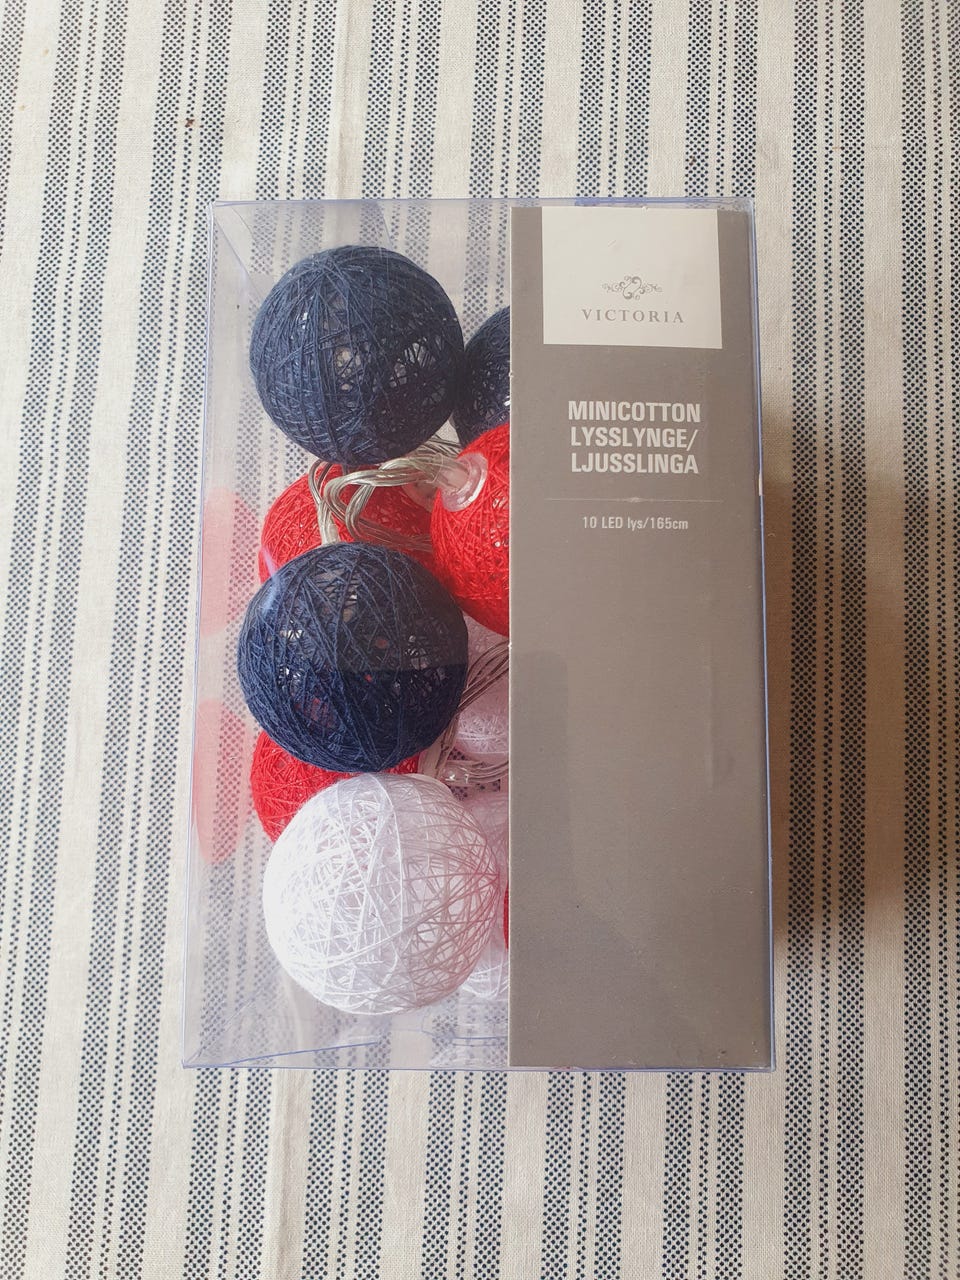 VICTORIA
MINICOTTON
LYSSLYNGE/
LJUSSLINGA
10 LED lys/165cm